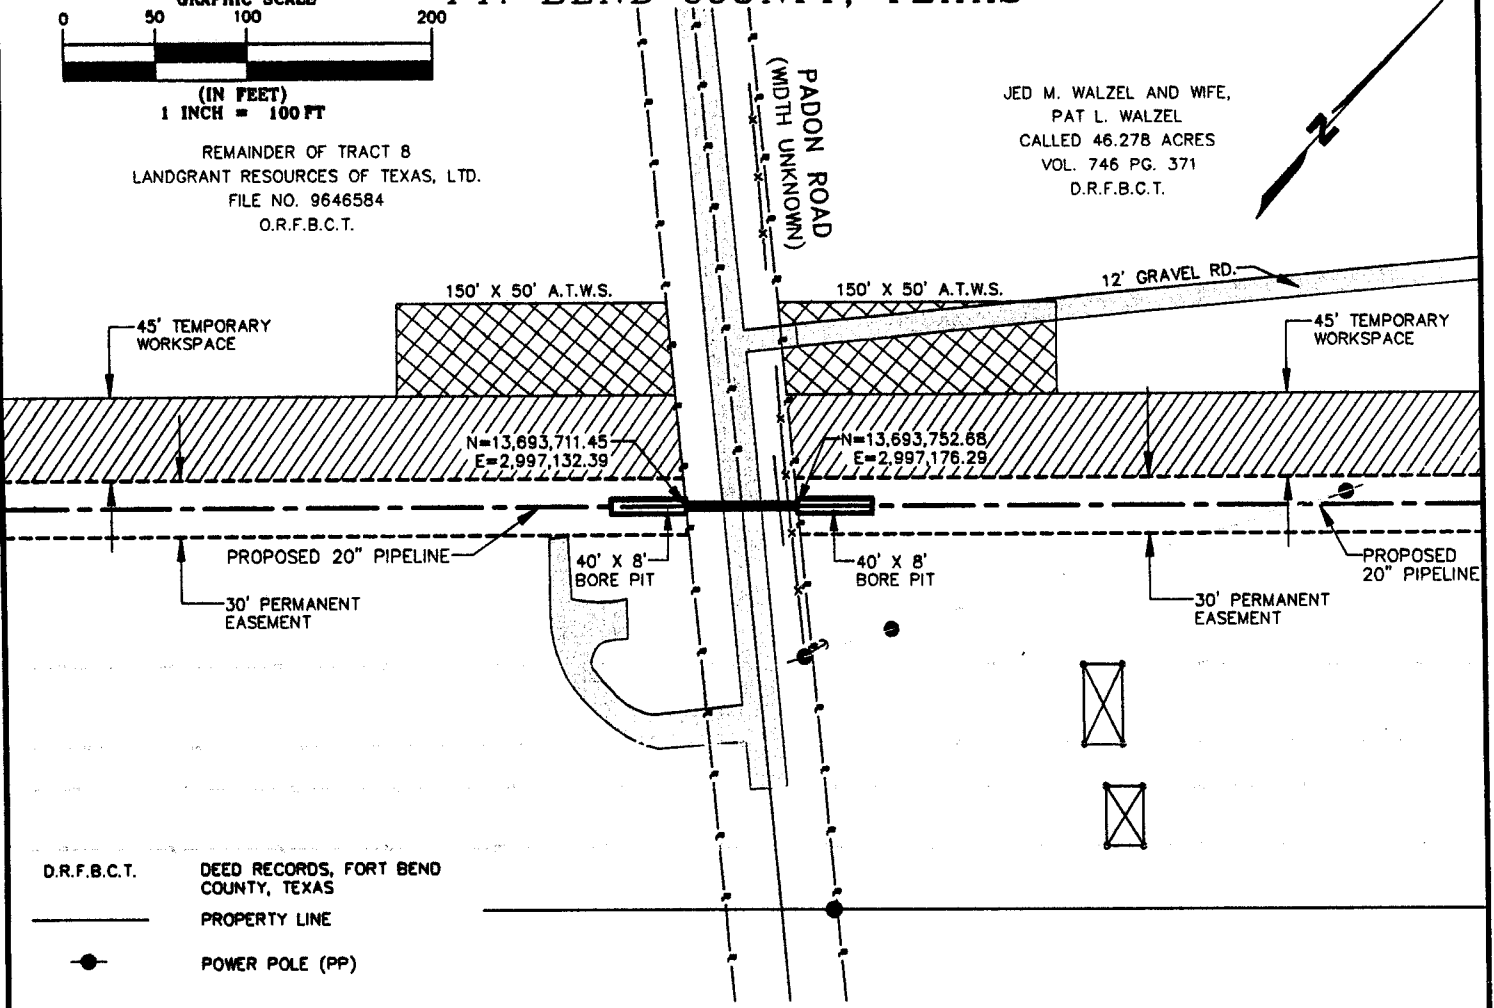 GRAPHIC SCALE
FT. BEND COUNTY, TEXAS
0 50 100 200
(IN FEET)
1 INCH = 100 FT
REMAINDER OF TRACT 8
LANDGRANT RESOURCES OF TEXAS, LTD.
FILE NO. 9646584
O.R.F.B.C.T.
PADON ROAD
(WIDTH UNKNOWN)
JED M. WALZEL AND WIFE,
PAT L. WALZEL
CALLED 46.278 ACRES
VOL. 746 PG. 371
D.R.F.B.C.T.
N
12' GRAVEL RD.
150' X 50' A.T.W.S.
150' X 50' A.T.W.S.
45' TEMPORARY
WORKSPACE
45' TEMPORARY
WORKSPACE
N=13,693,711.45
E=2,997,132.39
N=13,693,752.68
E=2,997,176.29
PROPOSED 20" PIPELINE
40' X 8'
BORE PIT
40' X 8'
BORE PIT
PROPOSED
20" PIPELINE
30' PERMANENT
EASEMENT
30' PERMANENT
EASEMENT
D.R.F.B.C.T. DEED RECORDS, FORT BEND
COUNTY, TEXAS
PROPERTY LINE
POWER POLE (PP)